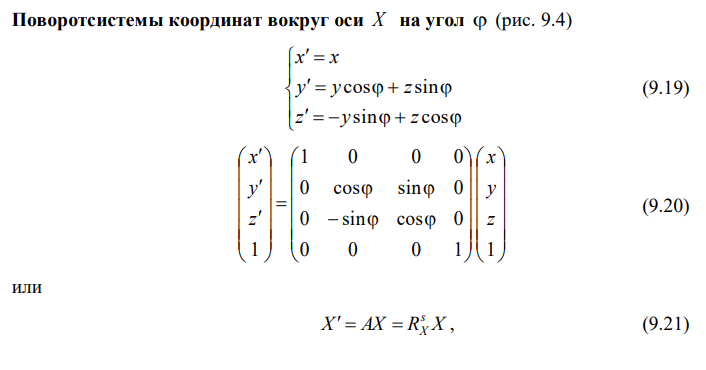 Поворотсистемы координат вокруг оси X на угол φ (рис. 9.4)
x′ = x
y′ = y cosφ + z sinφ (9.19)
z′ = −y sinφ + z cosφ
(x′) (1 0 0 0) (x)
(y′) (0 cosφ sinφ 0) (y)
= (9.20)
(z′) (0 − sinφ cosφ 0) (z)
(1) (0 0 0 1) (1)
или
X′ = AX = R_X^s X , (9.21)